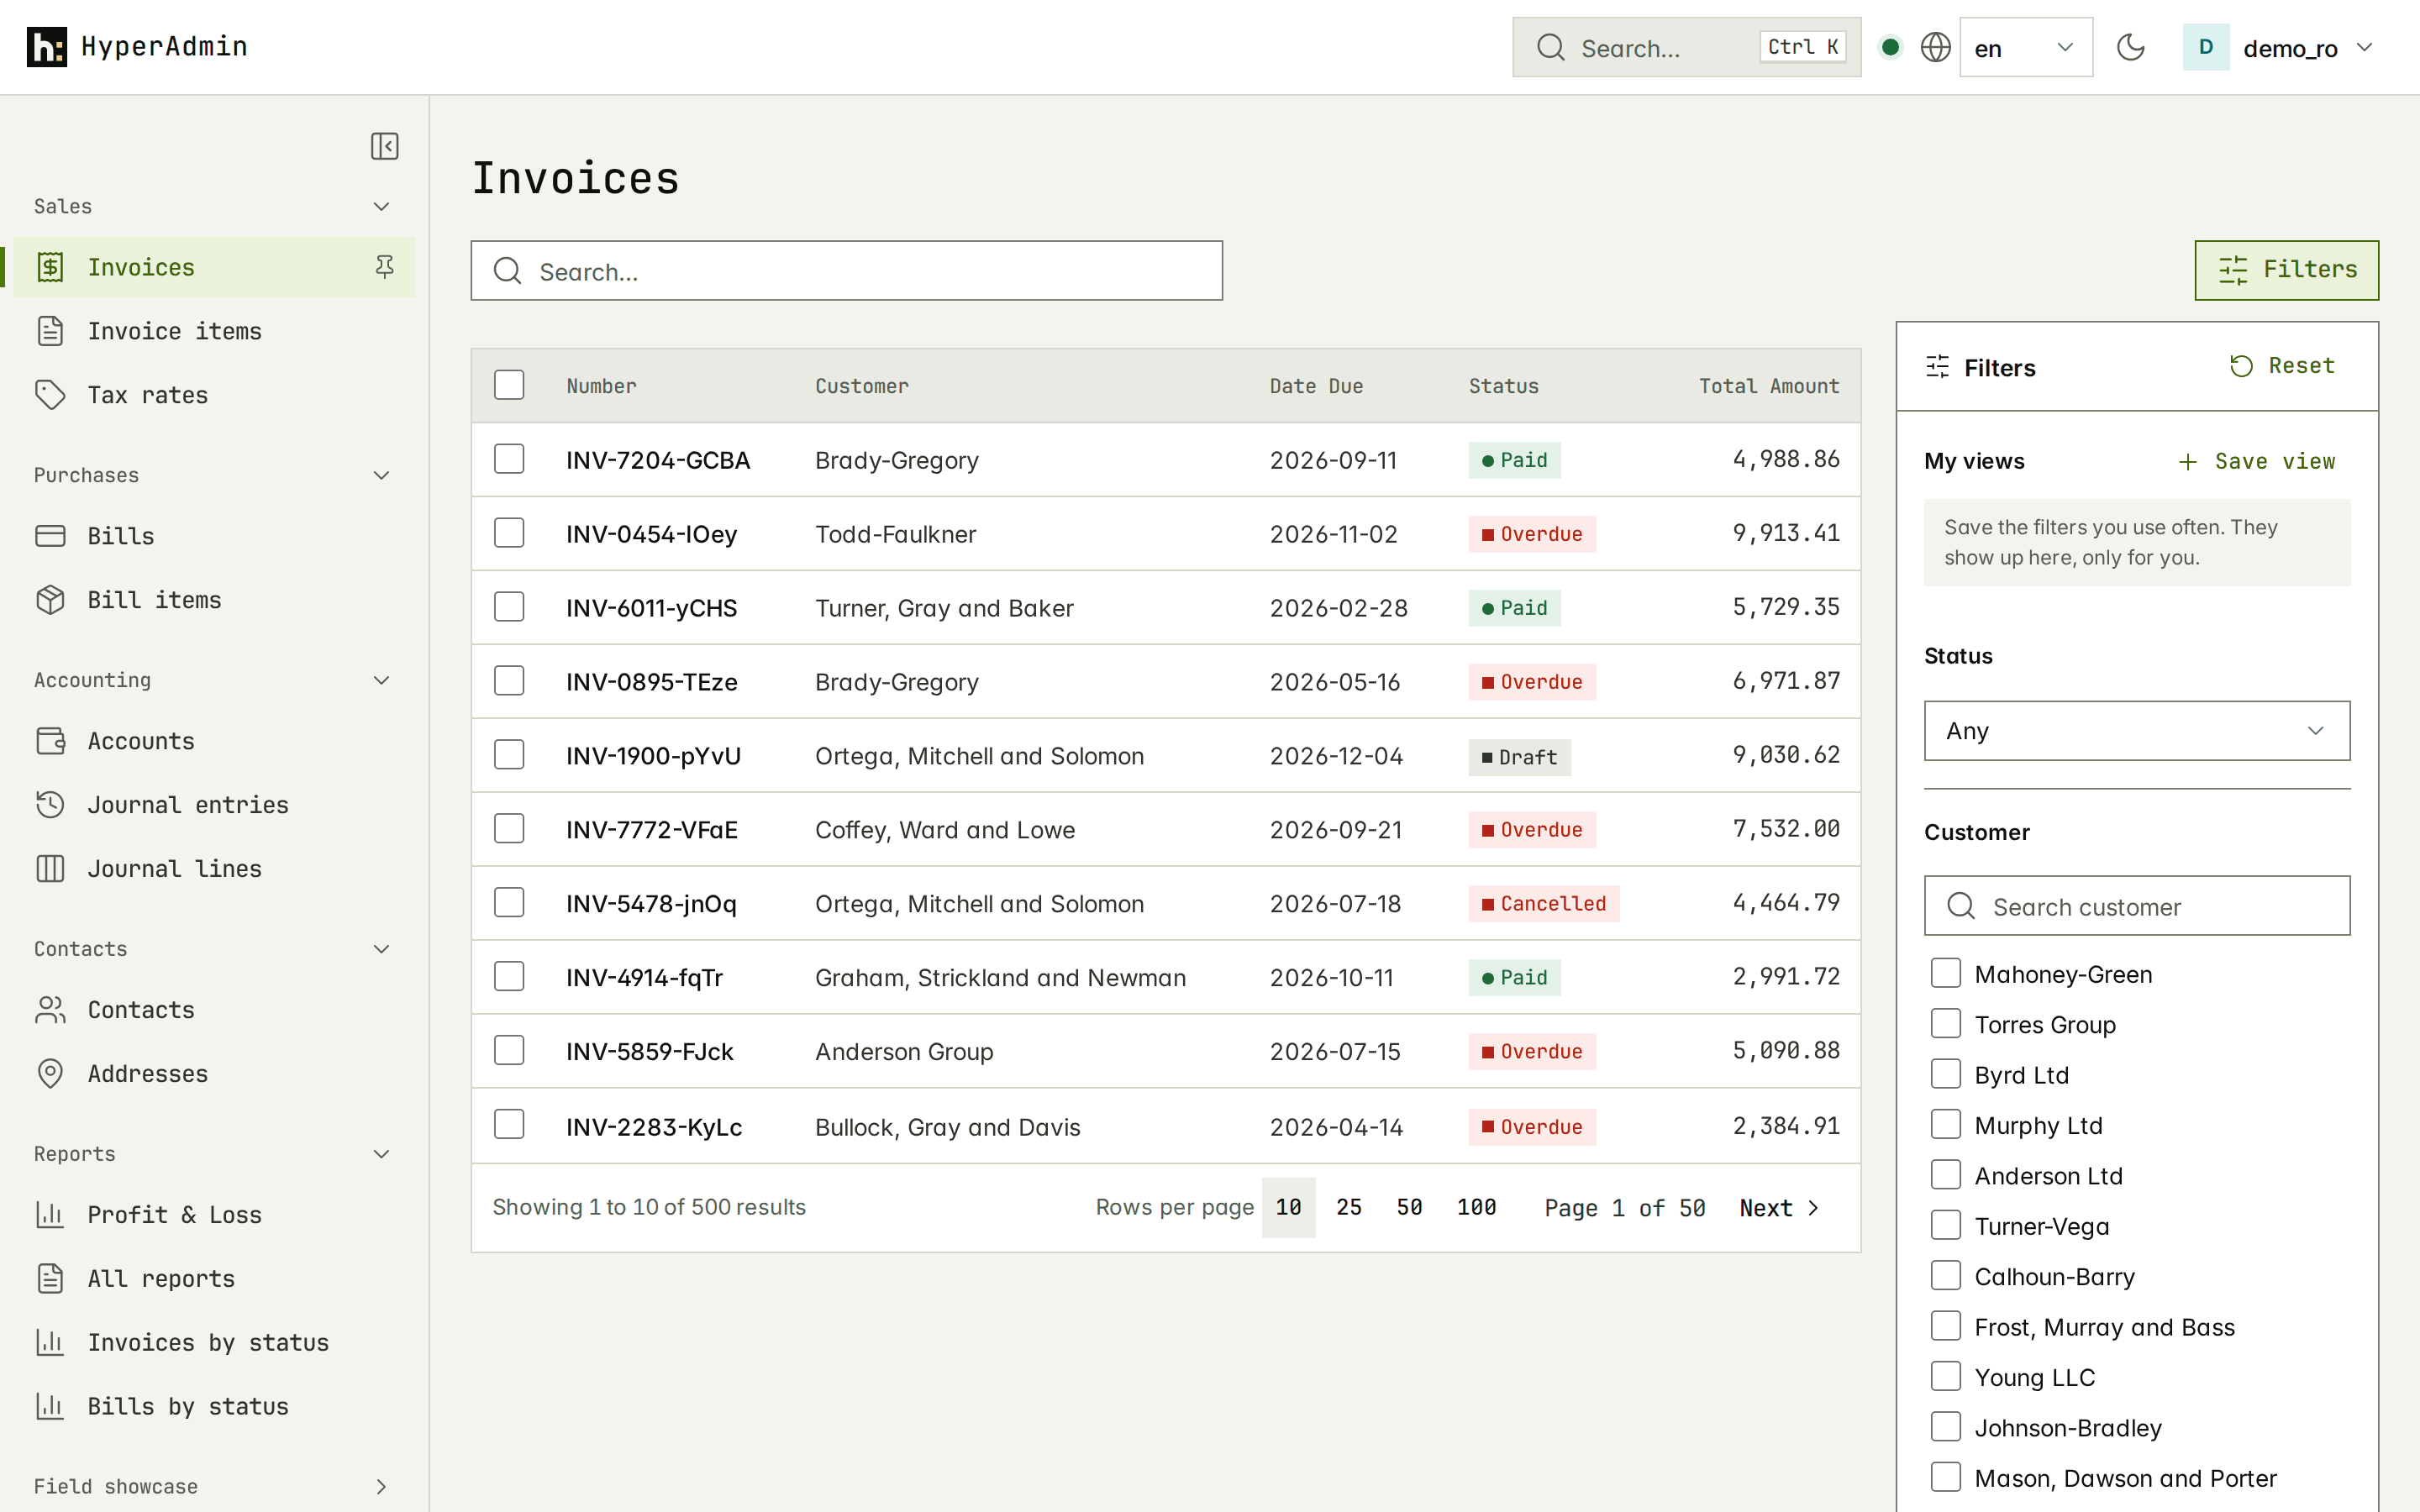 h: HyperAdmin
Search... Ctrl K
en
D demo_ro
Sales
Invoices
Invoice items
Tax rates
Purchases
Bills
Bill items
Accounting
Accounts
Journal entries
Journal lines
Contacts
Contacts
Addresses
Reports
Profit & Loss
All reports
Invoices by status
Bills by status
Field showcase
Invoices
Search...
Filters
Number Customer Date Due Status Total Amount
INV-7204-GCBA Brady-Gregory 2026-09-11 Paid 4,988.86
INV-0454-IOey Todd-Faulkner 2026-11-02 Overdue 9,913.41
INV-6011-yCHS Turner, Gray and Baker 2026-02-28 Paid 5,729.35
INV-0895-TEze Brady-Gregory 2026-05-16 Overdue 6,971.87
INV-1900-pYvU Ortega, Mitchell and Solomon 2026-12-04 Draft 9,030.62
INV-7772-VFaE Coffey, Ward and Lowe 2026-09-21 Overdue 7,532.00
INV-5478-jnOq Ortega, Mitchell and Solomon 2026-07-18 Cancelled 4,464.79
INV-4914-fqTr Graham, Strickland and Newman 2026-10-11 Paid 2,991.72
INV-5859-FJck Anderson Group 2026-07-15 Overdue 5,090.88
INV-2283-KyLc Bullock, Gray and Davis 2026-04-14 Overdue 2,384.91
Showing 1 to 10 of 500 results Rows per page 10 25 50 100 Page 1 of 50 Next
Filters Reset
My views Save view
Save the filters you use often. They
show up here, only for you.
Status
Any
Customer
Search customer
Mahoney-Green
Torres Group
Byrd Ltd
Murphy Ltd
Anderson Ltd
Turner-Vega
Calhoun-Barry
Frost, Murray and Bass
Young LLC
Johnson-Bradley
Mason, Dawson and Porter